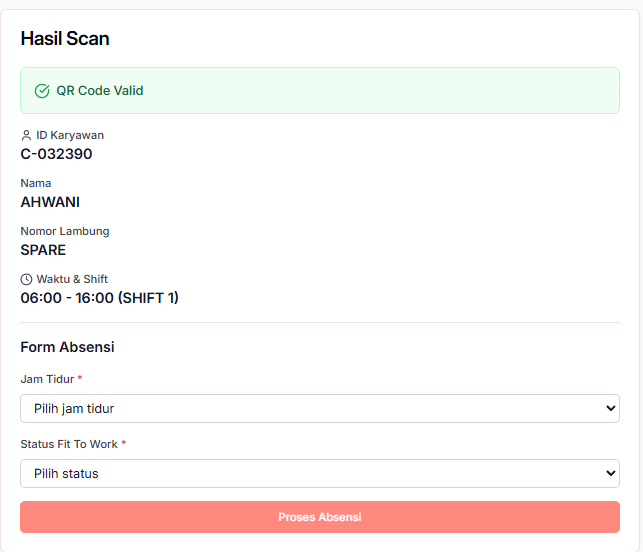 Hasil Scan
QR Code Valid
ID Karyawan
C-032390
Nama
AHWANI
Nomor Lambung
SPARE
Waktu & Shift
06:00 - 16:00 (SHIFT 1)
Form Absensi
Jam Tidur *
Pilih jam tidur
Status Fit To Work *
Pilih status
Proses Absensi